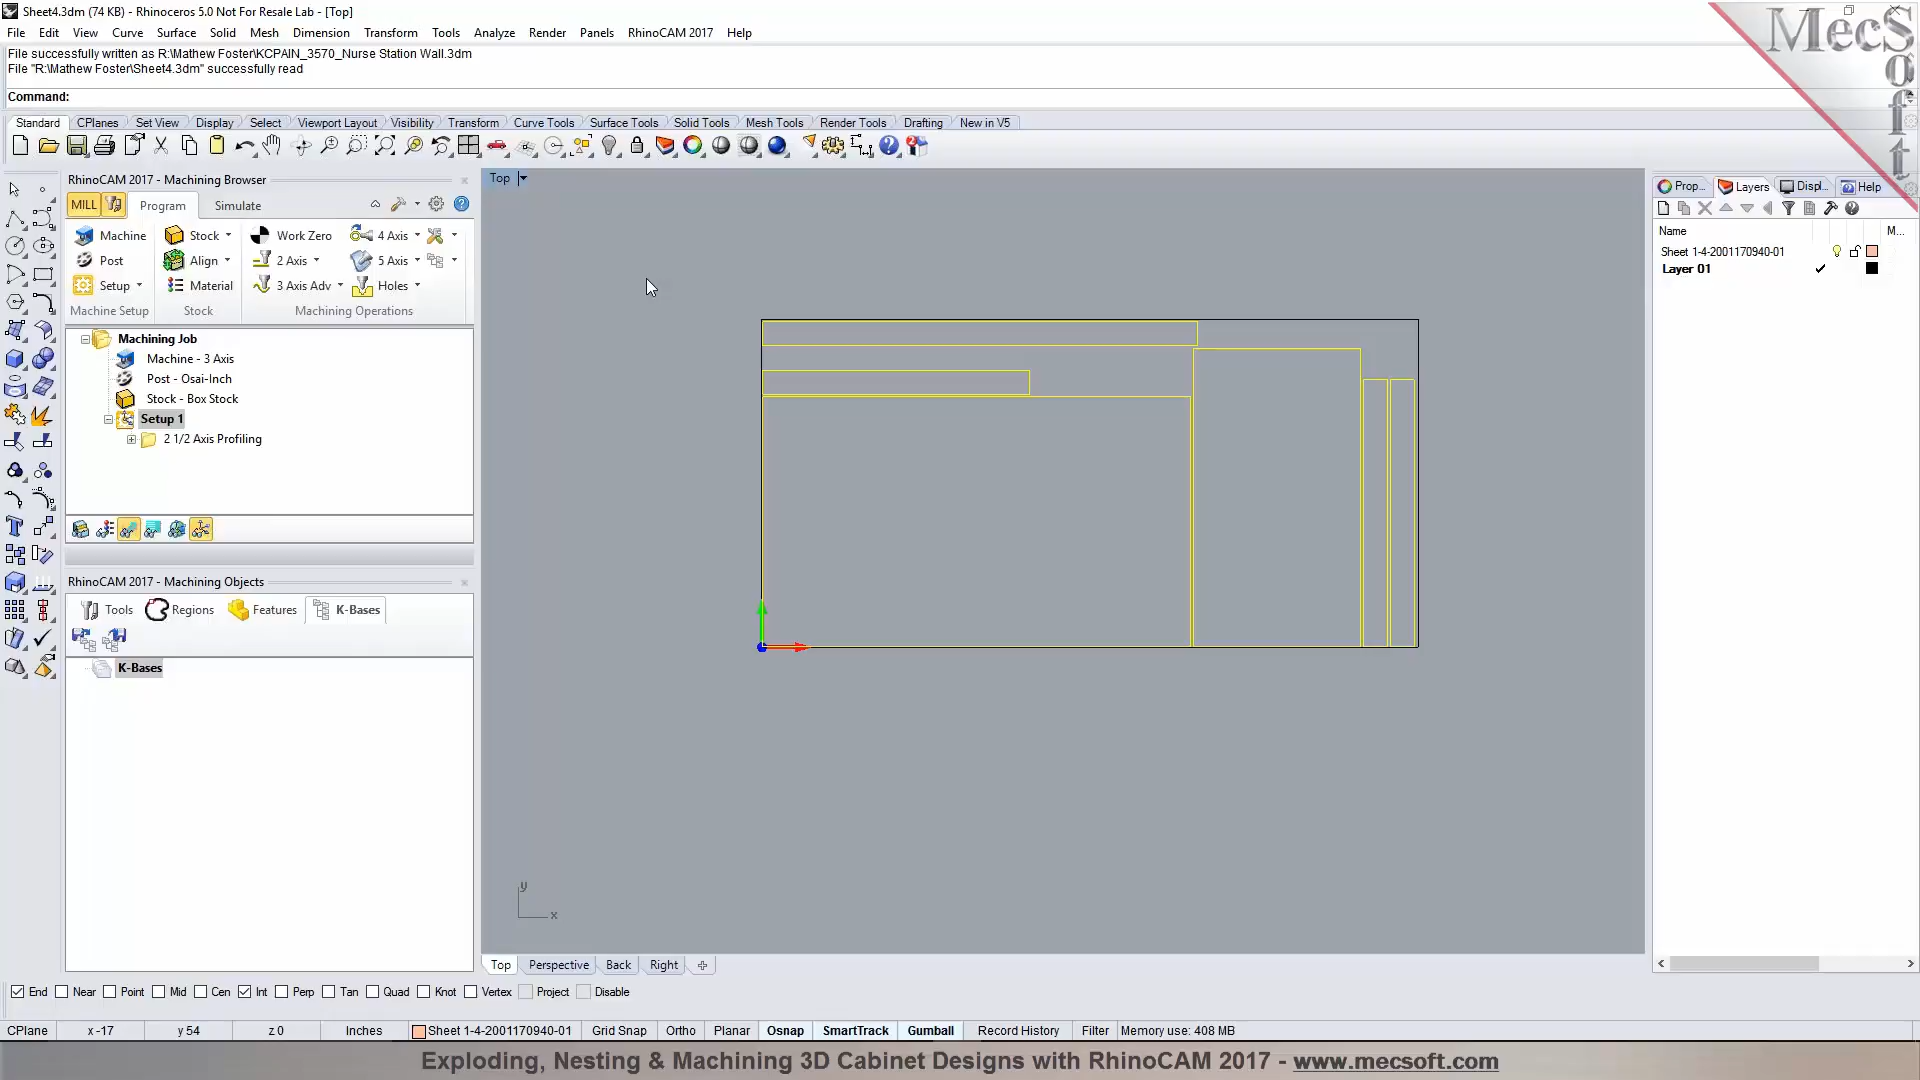 Sheet4.3dm (74 KB) - Rhinoceros 5.0 Not For Resale Lab - [Top]
File Edit View Curve Surface Solid Mesh Dimension Transform Tools Analyze Render Panels RhinoCAM 2017 Help
File successfully written as R:\Mathew Foster\KCPAIN_3570_Nurse Station Wall.3dm
File "R:\Mathew Foster\Sheet4.3dm" successfully read
Command:
Standard CPlanes Set View Display Select Viewport Layout Visibility Transform Curve Tools Surface Tools Solid Tools Mesh Tools Render Tools Drafting New in V5
MecSoft
RhinoCAM 2017 - Machining Browser
MILL Program Simulate
Machine Stock Work Zero 4 Axis
Post Align 2 Axis 5 Axis
Setup Material 3 Axis Adv Holes
Machine Setup Stock Machining Operations
Machining Job
Machine - 3 Axis
Post - Osai-Inch
Stock - Box Stock
Setup 1
2 1/2 Axis Profiling
RhinoCAM 2017 - Machining Objects
Tools Regions Features K-Bases
K-Bases
Top
y
x
Top Perspective Back Right
Prop... Layers Displ... Help
Name M...
Sheet 1-4-2001170940-01
Layer 01
End Near Point Mid Cen Int Perp Tan Quad Knot Vertex Project Disable
CPlane x -17 y 54 z 0 Inches Sheet 1-4-2001170940-01 Grid Snap Ortho Planar Osnap SmartTrack Gumball Record History Filter Memory use: 408 MB
Exploding, Nesting & Machining 3D Cabinet Designs with RhinoCAM 2017 - www.mecsoft.com